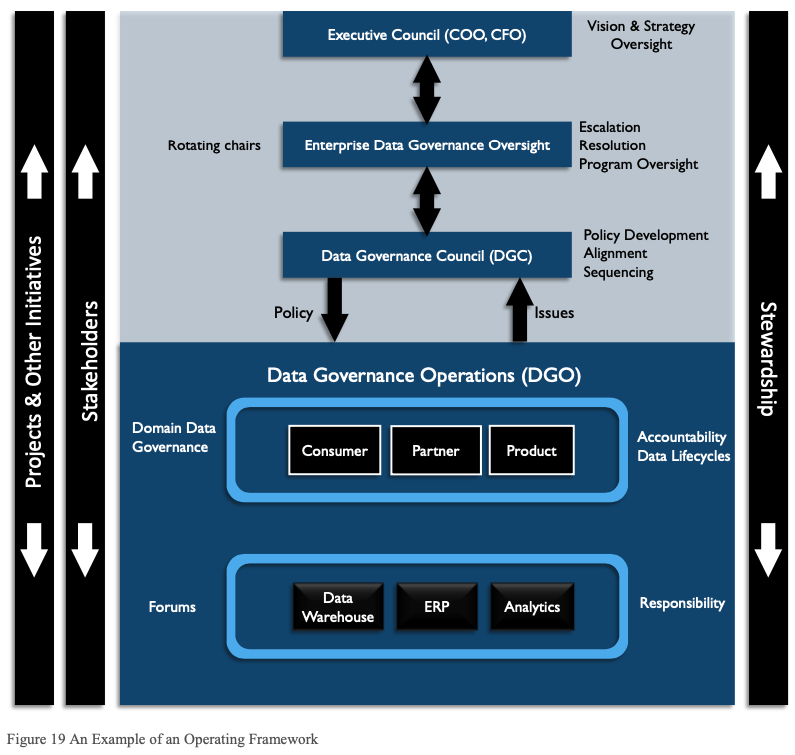 Executive Council (COO, CFO)
Vision & Strategy
Oversight
Rotating chairs
Enterprise Data Governance Oversight
Escalation
Resolution
Program Oversight
Data Governance Council (DGC)
Policy Development
Alignment
Sequencing
Policy
Issues
Projects & Other Initiatives
Stakeholders
Stewardship
Data Governance Operations (DGO)
Domain Data
Governance
Consumer
Partner
Product
Accountability
Data Lifecycles
Forums
Data
Warehouse
ERP
Analytics
Responsibility
Figure 19 An Example of an Operating Framework